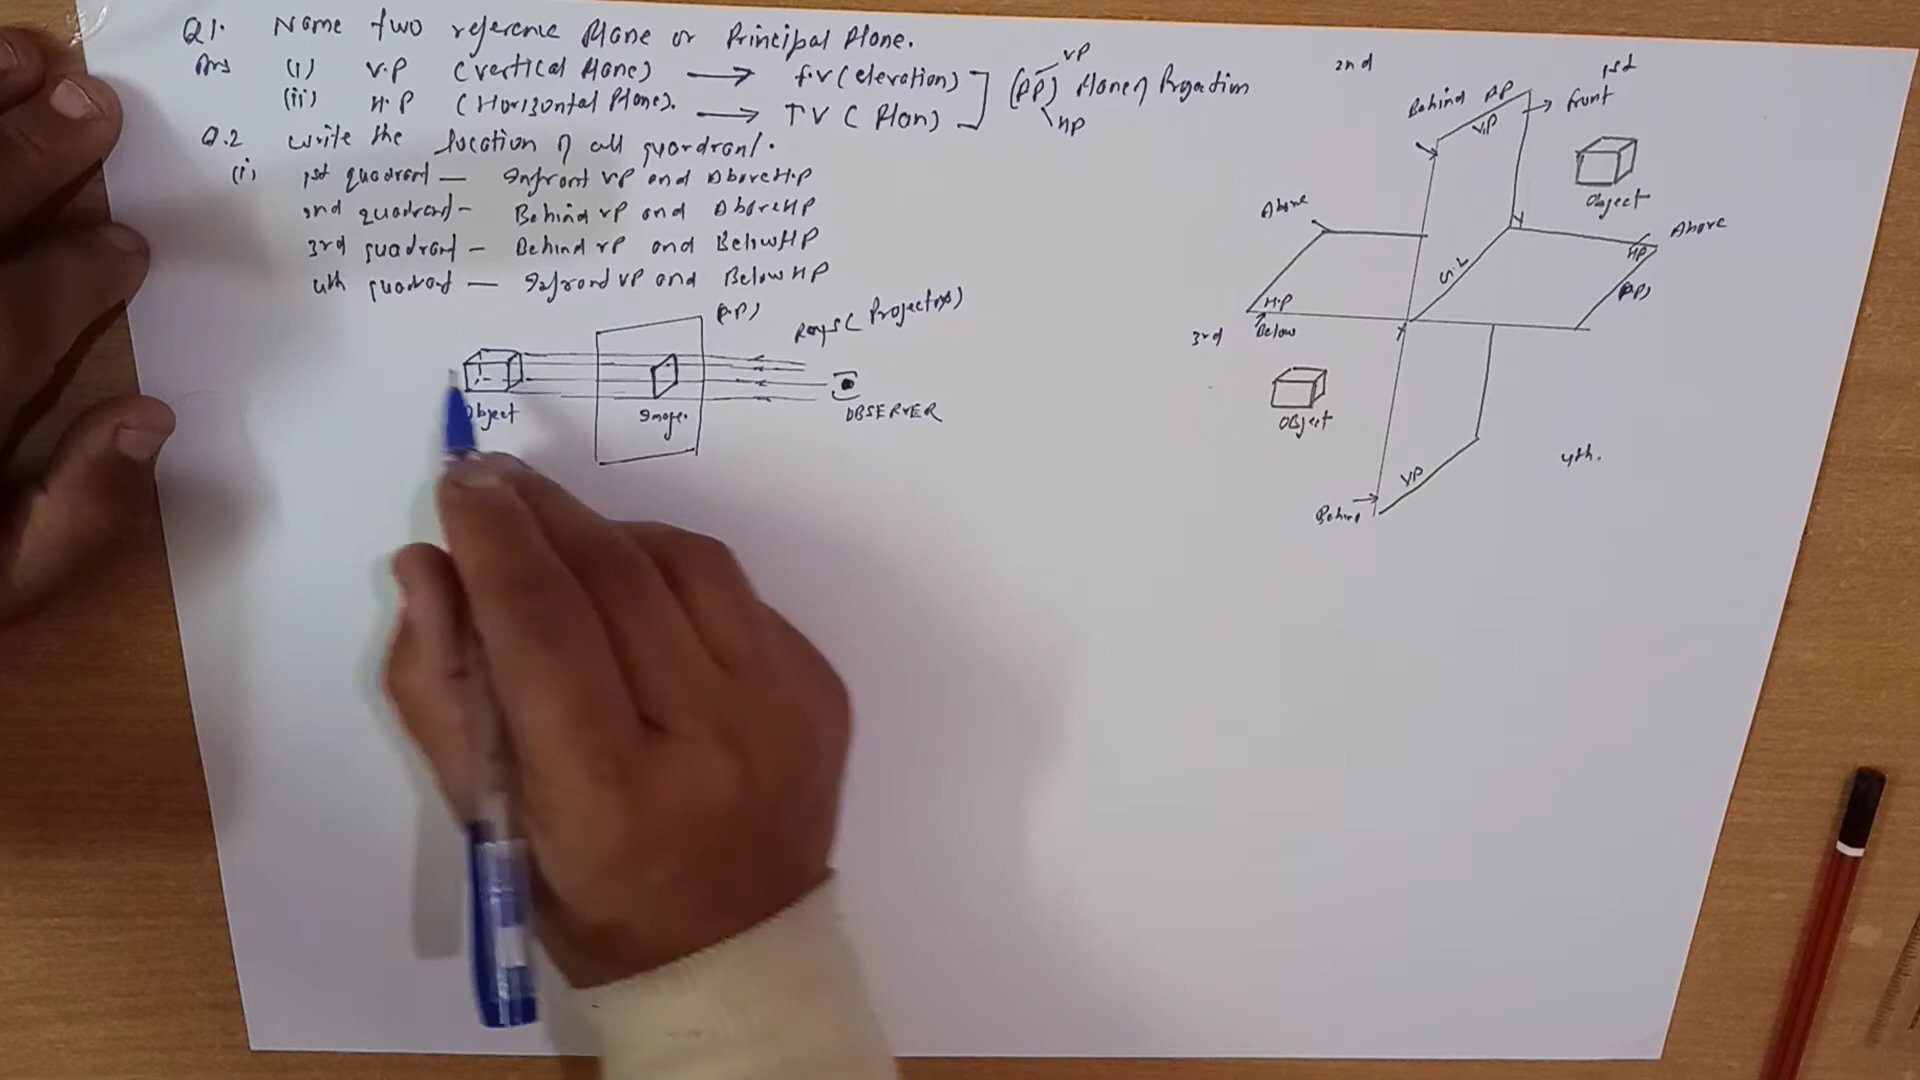 Q1. Name two reference Plane or Principal Plane.
Ans (i) V.P (Vertical Plane) → f.v (elevation)
(ii) H.P (Horizontal Plane). → TV (Plan)
(PP) Plane of Projection
VP
HP
Q.2 Write the location of all quadrant.
(i) 1st quadrant — Infront VP and Above H.P
2nd quadrant - Behind VP and Above HP
3rd quadrant - Behind VP and Below HP
4th quadrant — Infront VP and Below HP
(P.P)
Rays (Projectors)
Object
Image.
OBSERVER
2nd
1st
Behind PP
Front
VP
Object
Above
Above
HP
(P.P)
H.P
Below
3rd
X
Y
Object
VP
4th.